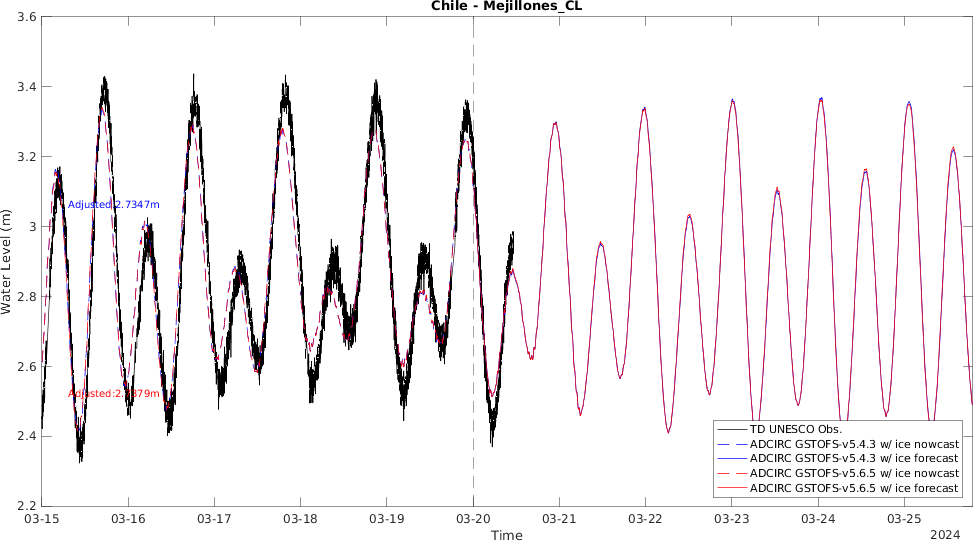 Chile - Mejillones_CL
3.6
3.4
3.2
3
2.8
2.6
2.4
2.2
Water Level (m)
Adjusted:2.7347m
TD UNESCO Obs.
ADCIRC GSTOFS-v5.4.3 w/ ice nowcast
ADCIRC GSTOFS-v5.4.3 w/ ice forecast
ADCIRC GSTOFS-v5.6.5 w/ ice nowcast
ADCIRC GSTOFS-v5.6.5 w/ ice forecast
03-15
03-16
03-17
03-18
03-19
03-20
03-21
03-22
03-23
03-24
03-25
Time
2024